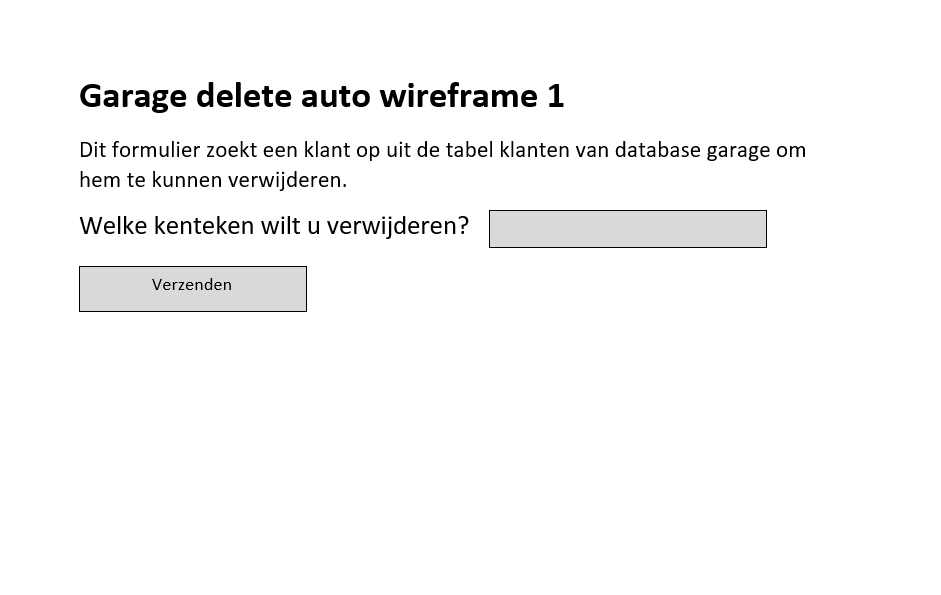 Garage delete auto wireframe 1
Dit formulier zoekt een klant op uit de tabel klanten van database garage om
hem te kunnen verwijderen.
Welke kenteken wilt u verwijderen?
Verzenden